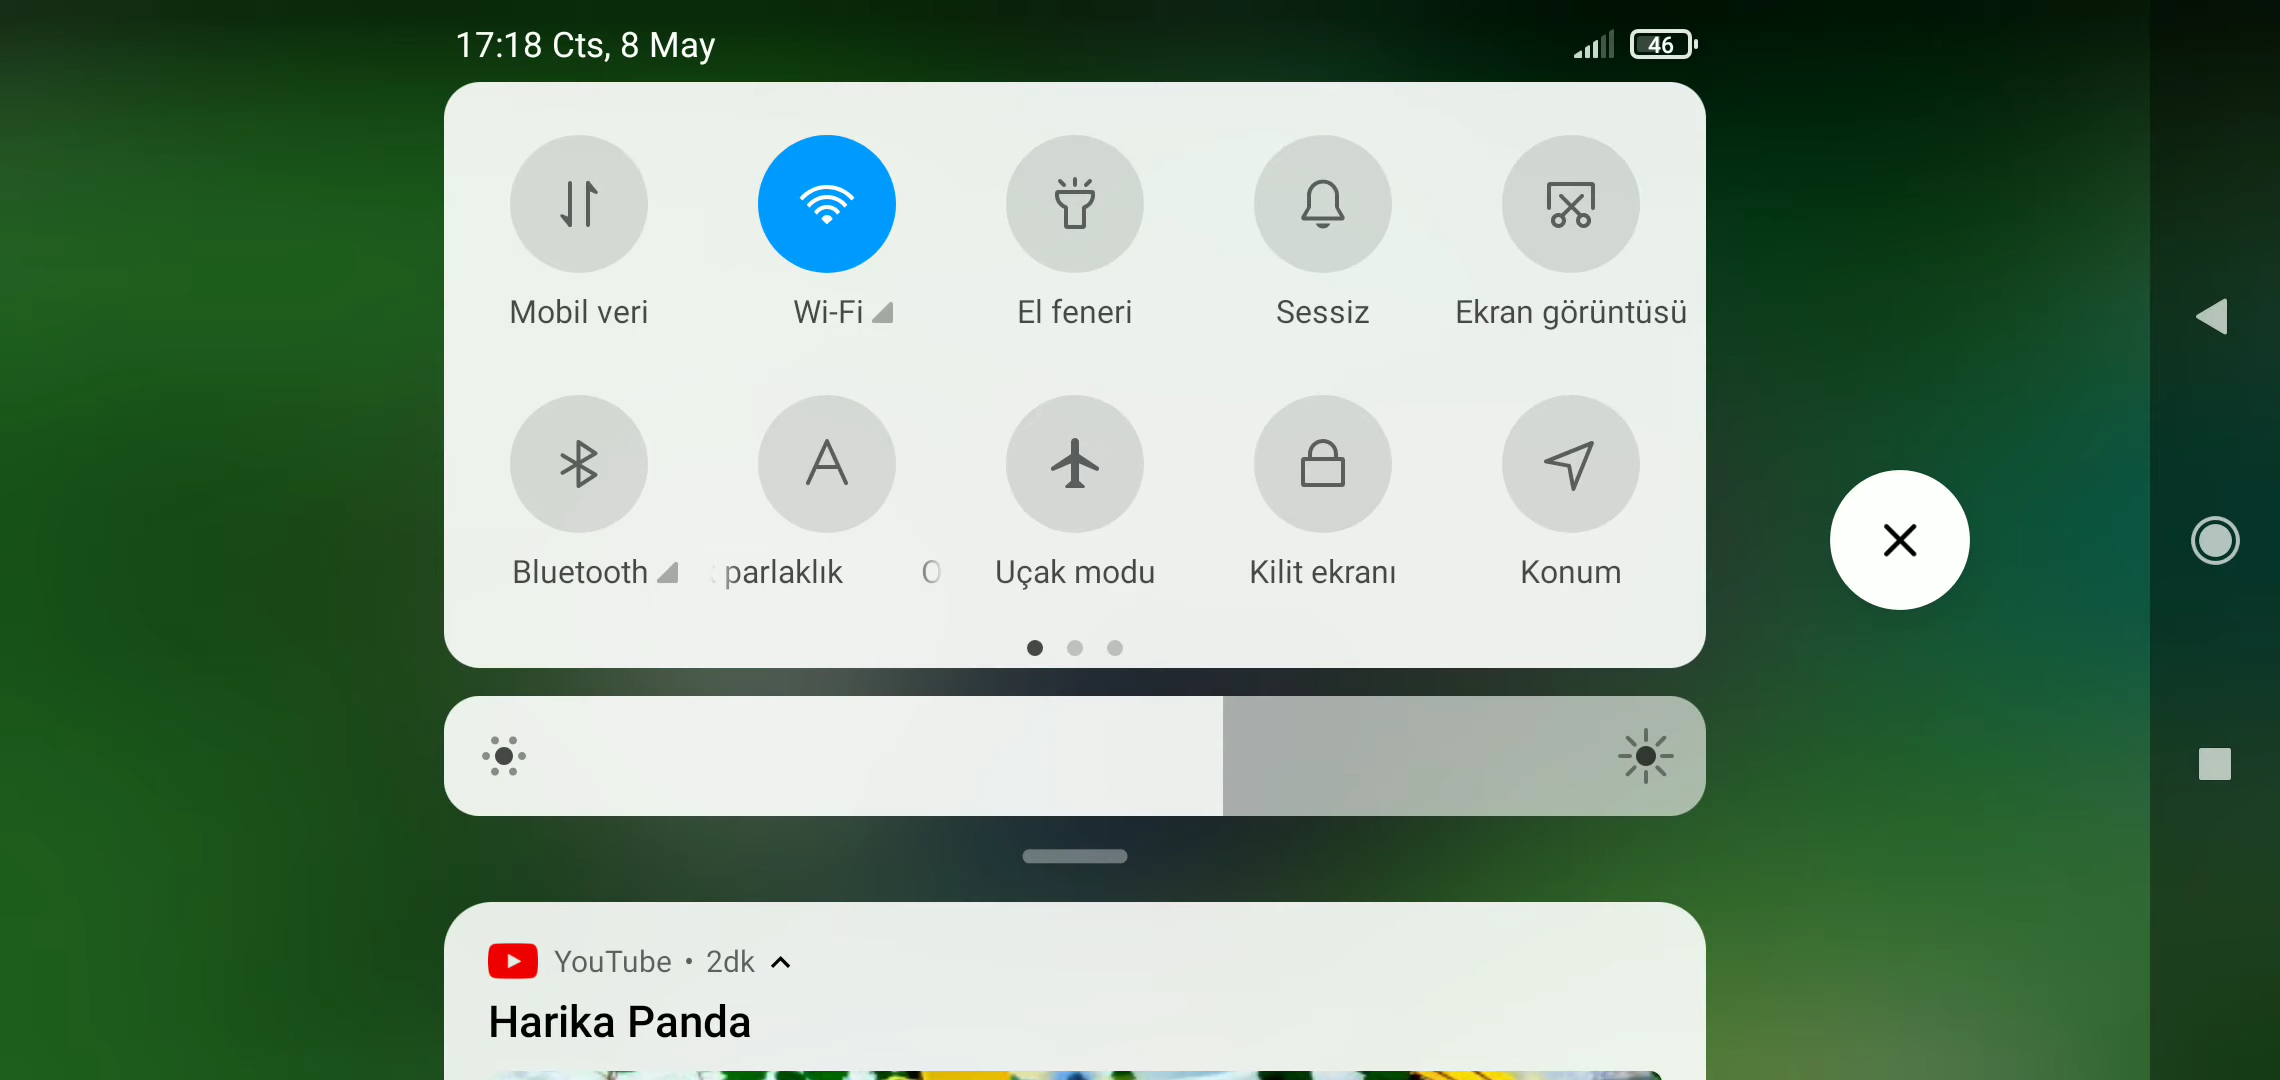 17:18 Cts, 8 May
46
Mobil veri
Wi-Fi
El feneri
Sessiz
Ekran görüntüsü
Bluetooth
parlaklık
O
Uçak modu
Kilit ekranı
Konum
YouTube • 2dk
Harika Panda